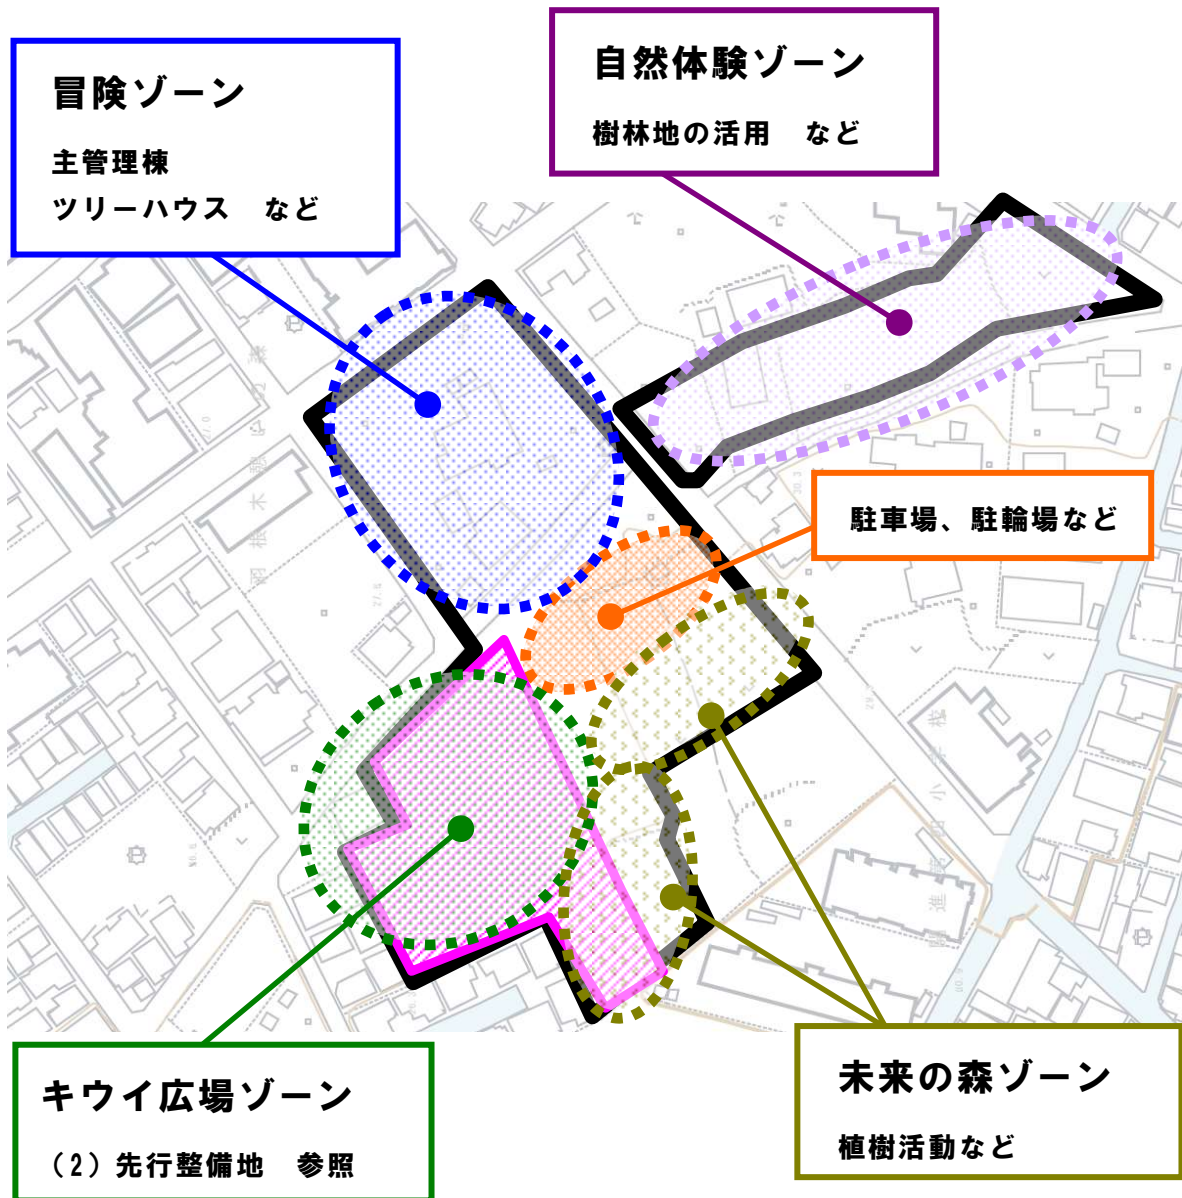 自然体験ゾーン
樹林地の活用　など
冒険ゾーン
主管理棟
ツリーハウス　など
駐車場、駐輪場など
キウイ広場ゾーン
（2）先行整備地　参照
未来の森ゾーン
植樹活動など